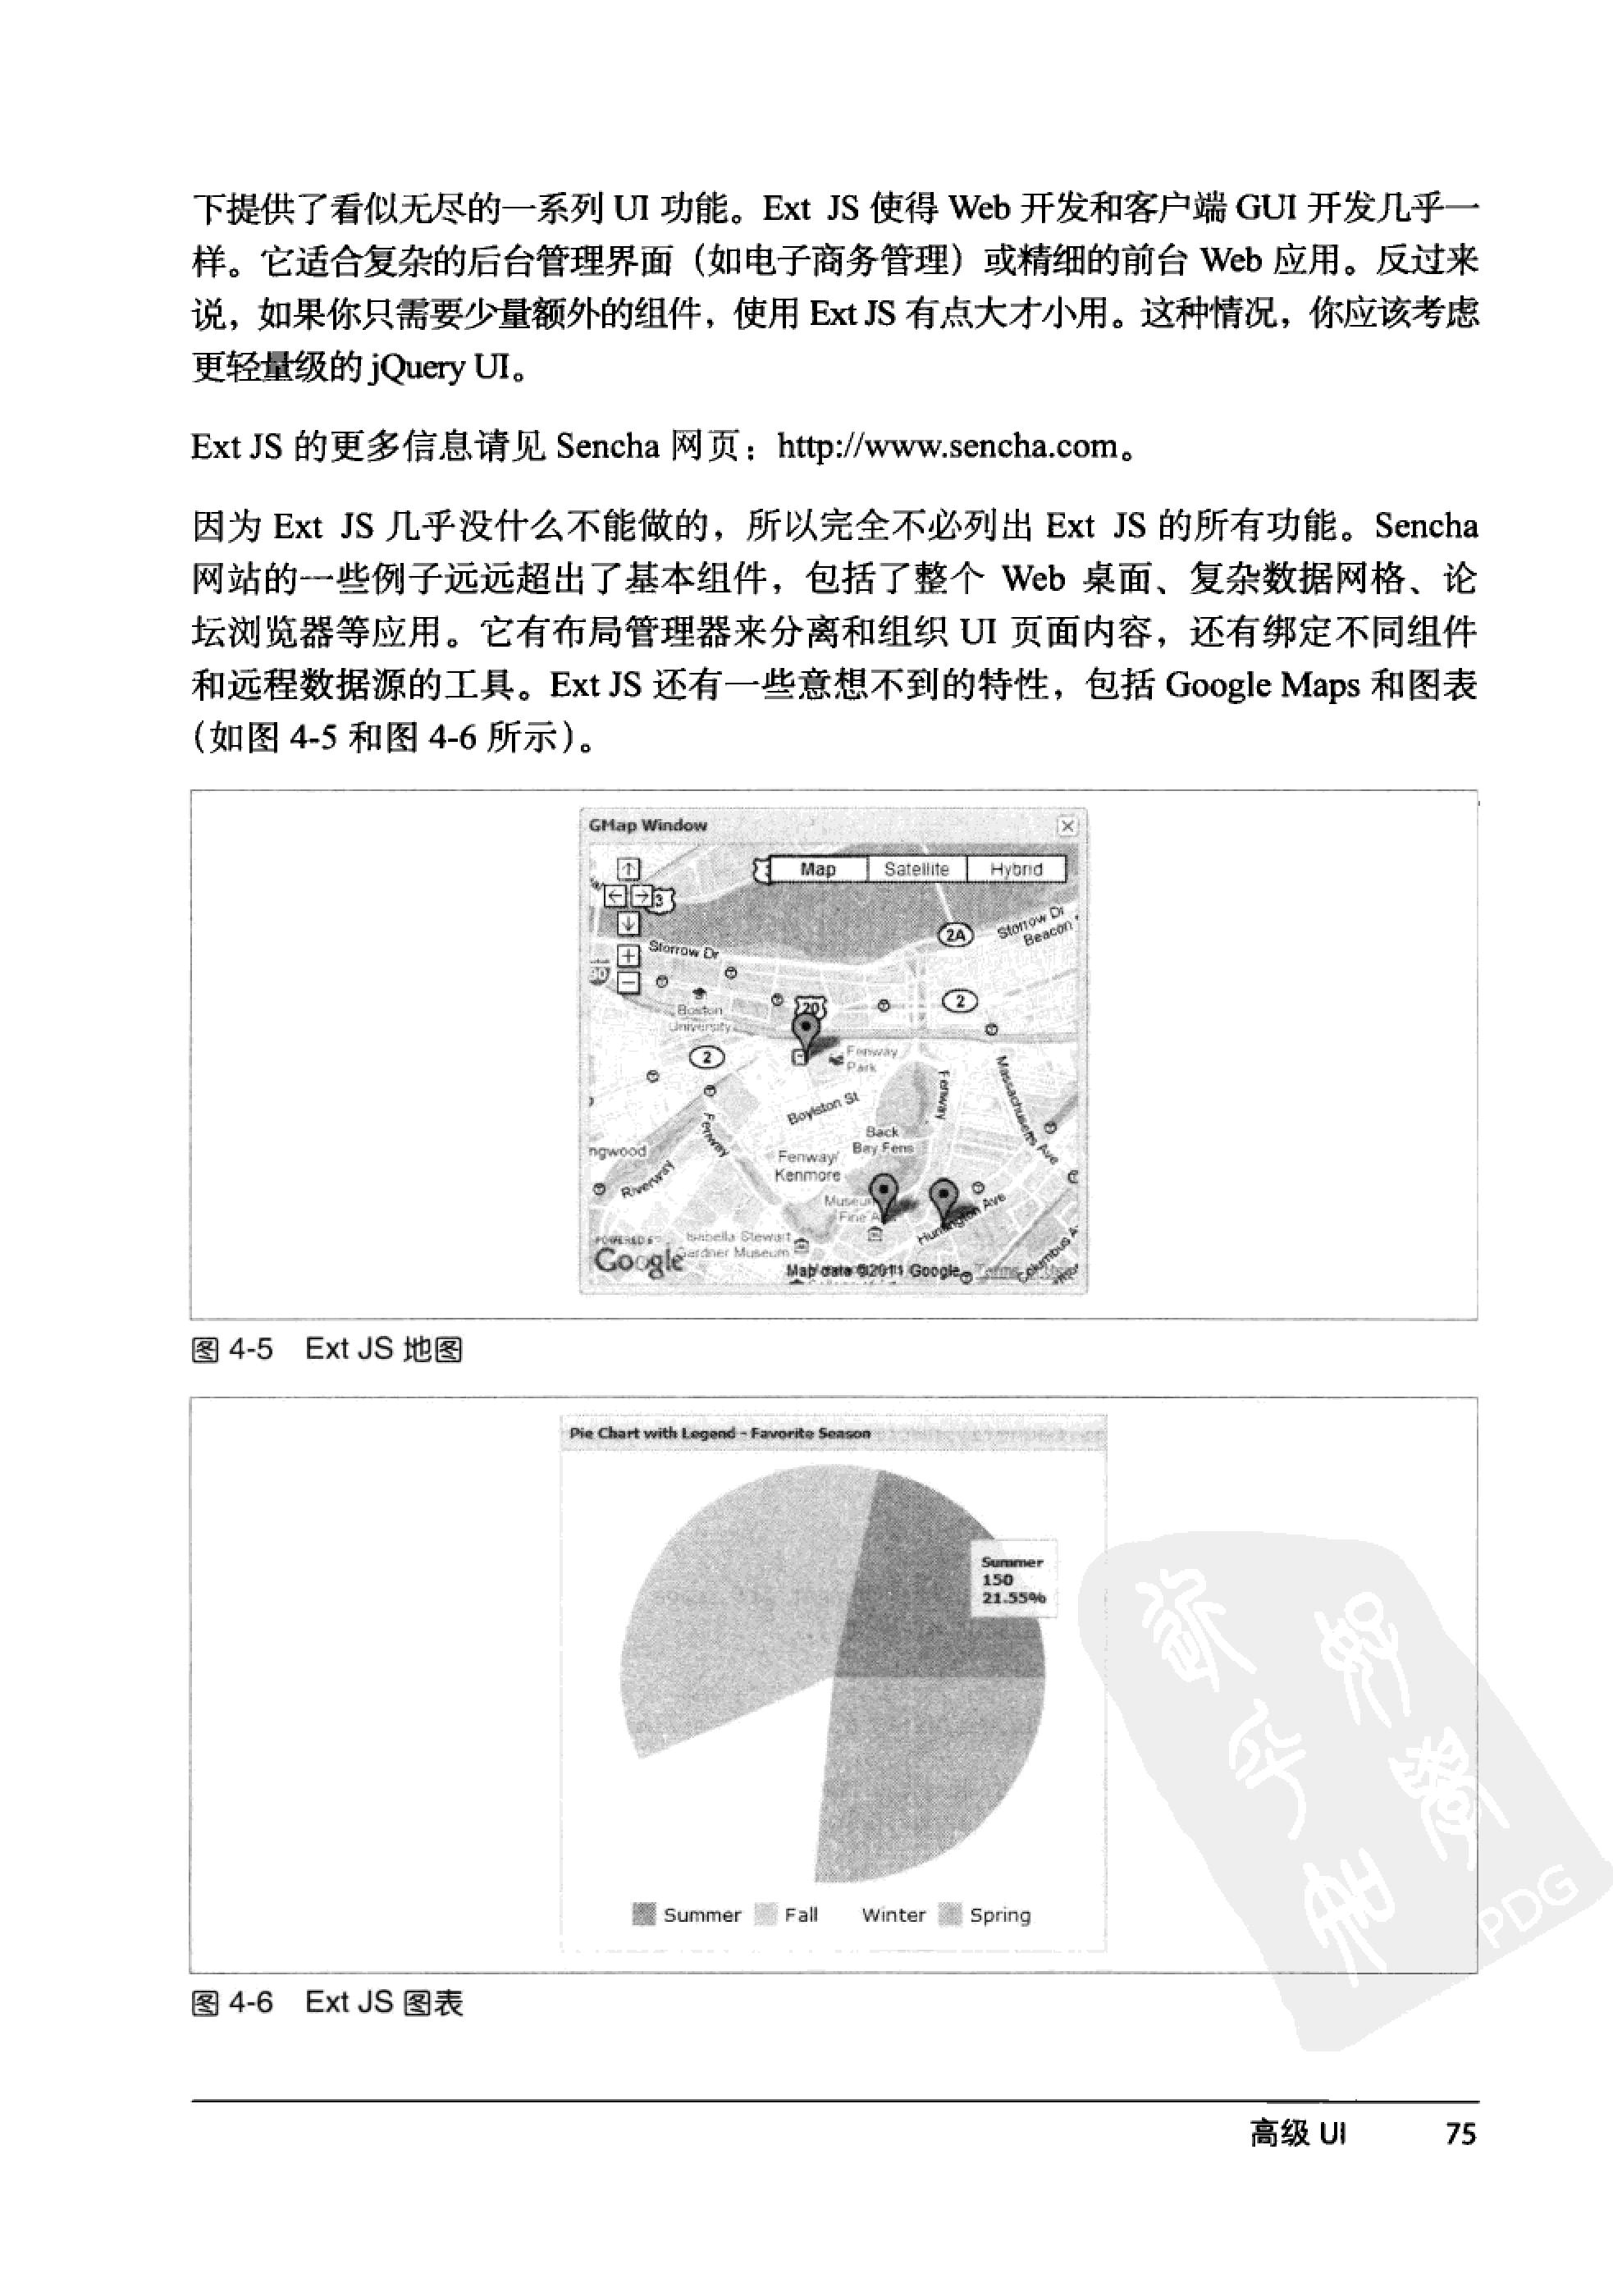 下提供了看似无尽的一系列 UI 功能。Ext JS 使得 Web 开发和客户端 GUI 开发几乎一
样。它适合复杂的后台管理界面（如电子商务管理）或精细的前台 Web 应用。反过来
说，如果你只需要少量额外的组件，使用 Ext JS 有点大才小用。这种情况，你应该考虑
更轻量级的 jQuery UI。
Ext JS 的更多信息请见 Sencha 网页：http://www.sencha.com。
因为 Ext JS 几乎没什么不能做的，所以完全不必列出 Ext JS 的所有功能。Sencha
网站的一些例子远远超出了基本组件，包括了整个 Web 桌面、复杂数据网格、论
坛浏览器等应用。它有布局管理器来分离和组织 UI 页面内容，还有绑定不同组件
和远程数据源的工具。Ext JS 还有一些意想不到的特性，包括 Google Maps 和图表
（如图 4-5 和图 4-6 所示）。
GMap Window
Map Satellite Hybrid
3
Storrow Dr
2A
Storrow Dr
Beacon
20
2
Boston
University
2
Fenway
Park
Boylston St
Fenway
Massachusetts Ave
Fenway
Back
Bay Fens
ngwood
Riverway
Fenway/
Kenmore
Huntington Ave
Isabella Stewart
Gardner Museum
Columbus A
POWERED BY
Google
Map data ©2011 Google
图 4-5 Ext JS 地图
Pie Chart with Legend - Favorite Season
Summer
150
21.55%
Summer Fall Winter Spring
图 4-6 Ext JS 图表
PDG
高级 UI 75